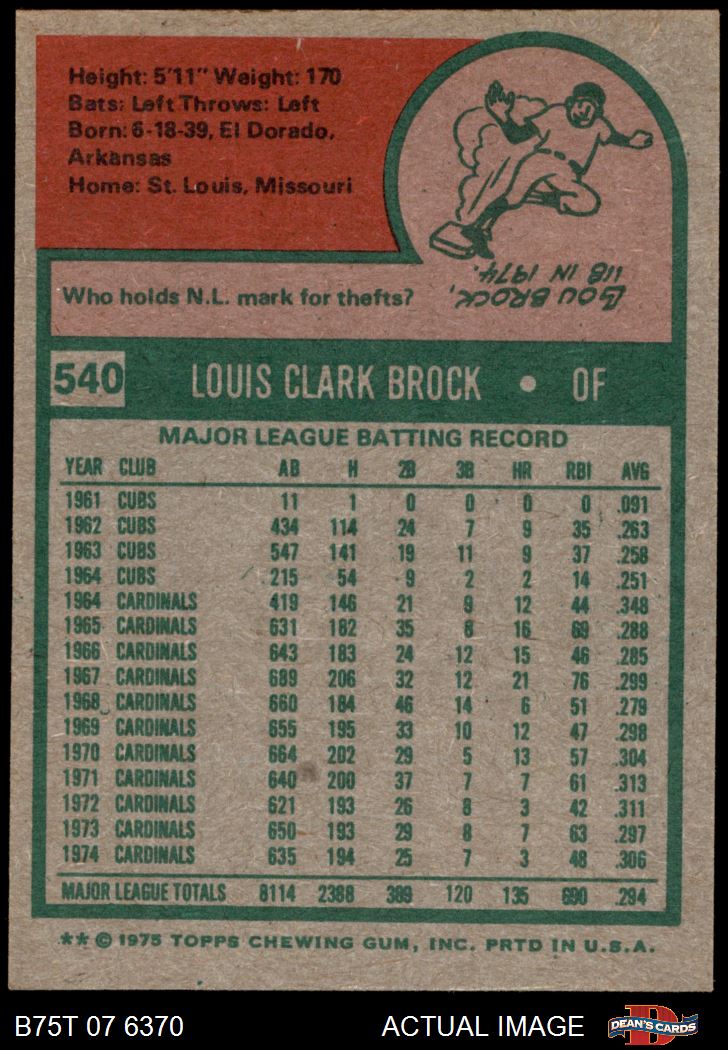 Height: 5'11" Weight: 170
Bats: Left Throws: Left
Born: 6-18-39, El Dorado,
Arkansas
Home: St. Louis, Missouri
Who holds N.L. mark for thefts?
LOU BROCK,
118 IN 1974.
540 LOUIS CLARK BROCK • OF
MAJOR LEAGUE BATTING RECORD
YEAR CLUB AB H 2B 3B HR RBI AVG
1961 CUBS 11 1 0 0 0 0 .091
1962 CUBS 434 114 24 7 9 35 .263
1963 CUBS 547 141 19 11 9 37 .258
1964 CUBS 215 54 9 2 2 14 .251
1964 CARDINALS 419 146 21 9 12 44 .348
1965 CARDINALS 631 182 35 8 16 69 .288
1966 CARDINALS 643 183 24 12 15 46 .285
1967 CARDINALS 689 206 32 12 21 76 .299
1968 CARDINALS 660 184 46 14 6 51 .279
1969 CARDINALS 655 195 33 10 12 47 .298
1970 CARDINALS 664 202 29 5 13 57 .304
1971 CARDINALS 640 200 37 7 7 61 .313
1972 CARDINALS 621 193 26 8 3 42 .311
1973 CARDINALS 650 193 29 8 7 63 .297
1974 CARDINALS 635 194 25 7 3 48 .306
MAJOR LEAGUE TOTALS 8114 2388 389 120 135 690 .294
** © 1975 TOPPS CHEWING GUM, INC. PRTD IN U.S.A.
B75T 07 6370 ACTUAL IMAGE
D
DEAN'S CARDS